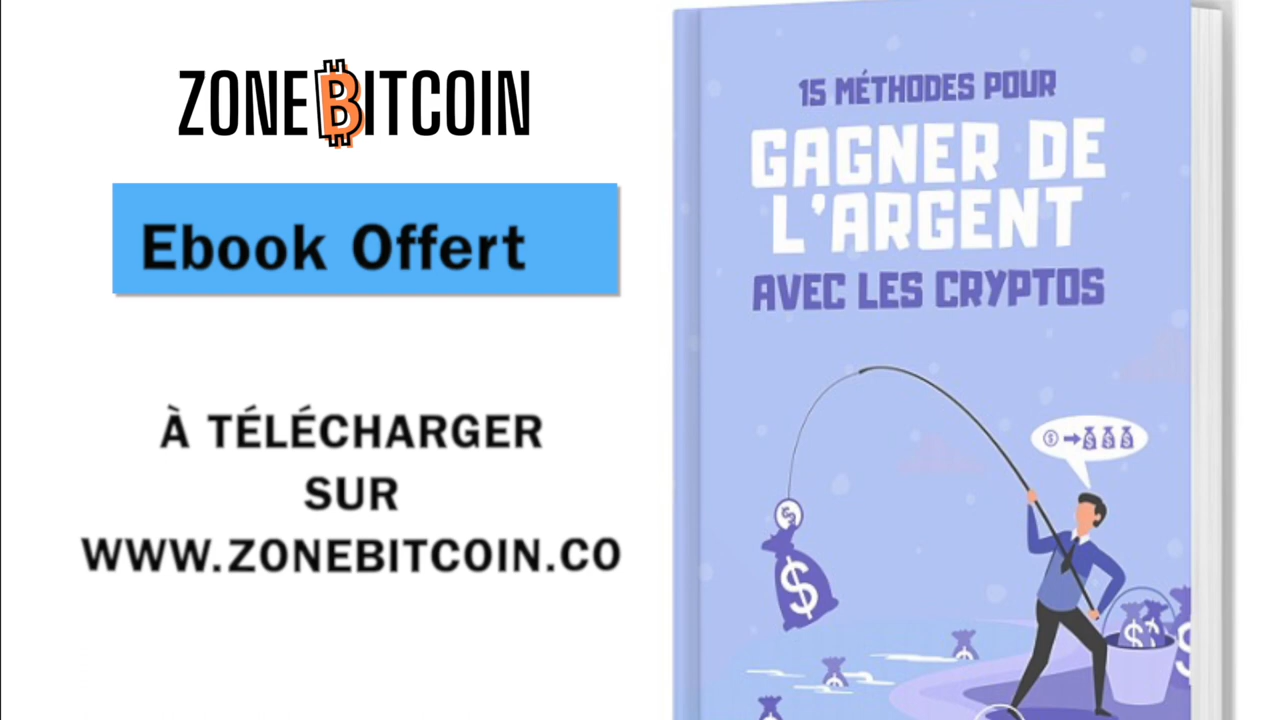 ZONEBITCOIN
Ebook Offert
À TÉLÉCHARGER
SUR
WWW.ZONEBITCOIN.CO
15 MÉTHODES POUR
GAGNER DE
L'ARGENT
AVEC LES CRYPTOS